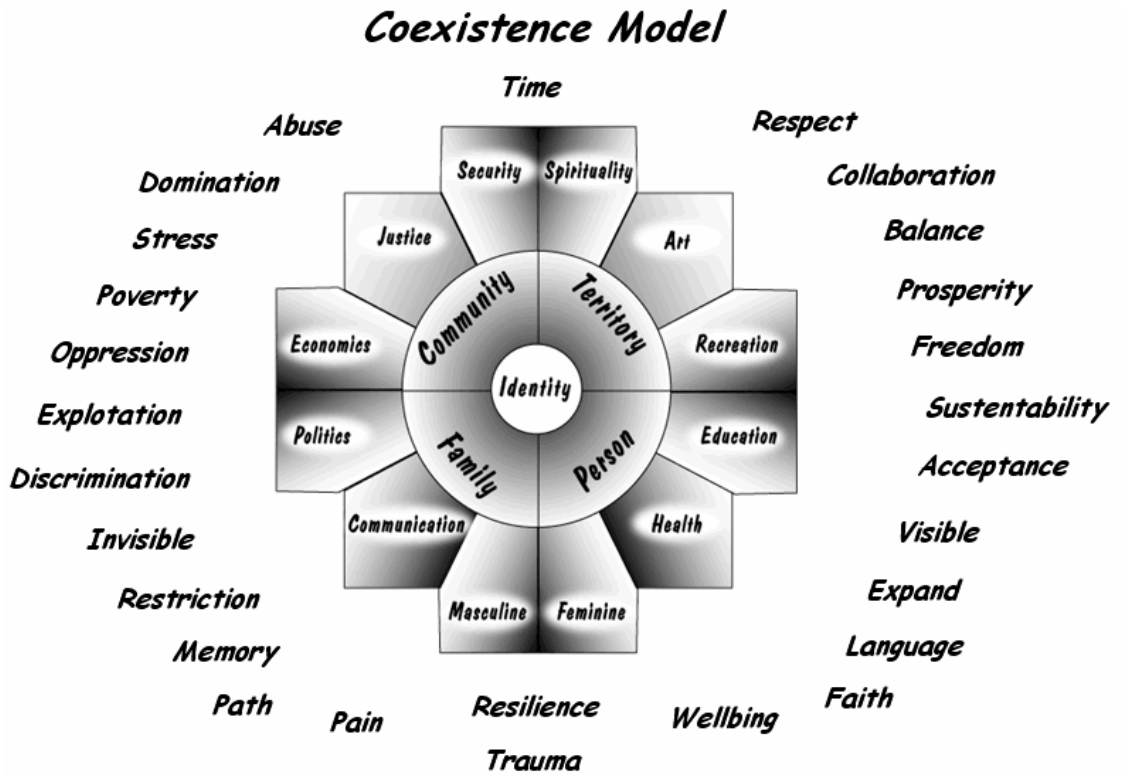 Coexistence Model
Time
Abuse
Respect
Security
Spirituality
Domination
Collaboration
Stress
Justice
Art
Balance
Poverty
Community
Territory
Prosperity
Oppression
Economics
Recreation
Freedom
Identity
Explotation
Politics
Family
Person
Education
Sustentability
Discrimination
Acceptance
Invisible
Communication
Health
Visible
Restriction
Masculine
Feminine
Expand
Memory
Language
Path
Pain
Resilience
Wellbing
Faith
Trauma